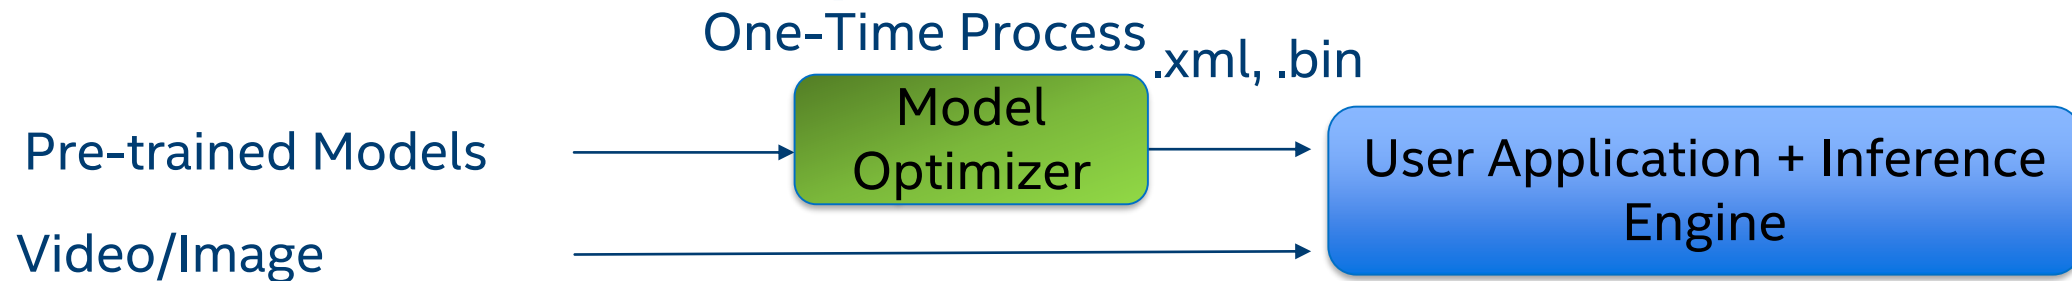 One-Time Process
.xml, .bin
Model
Optimizer
Pre-trained Models
User Application + Inference
Engine
Video/Image